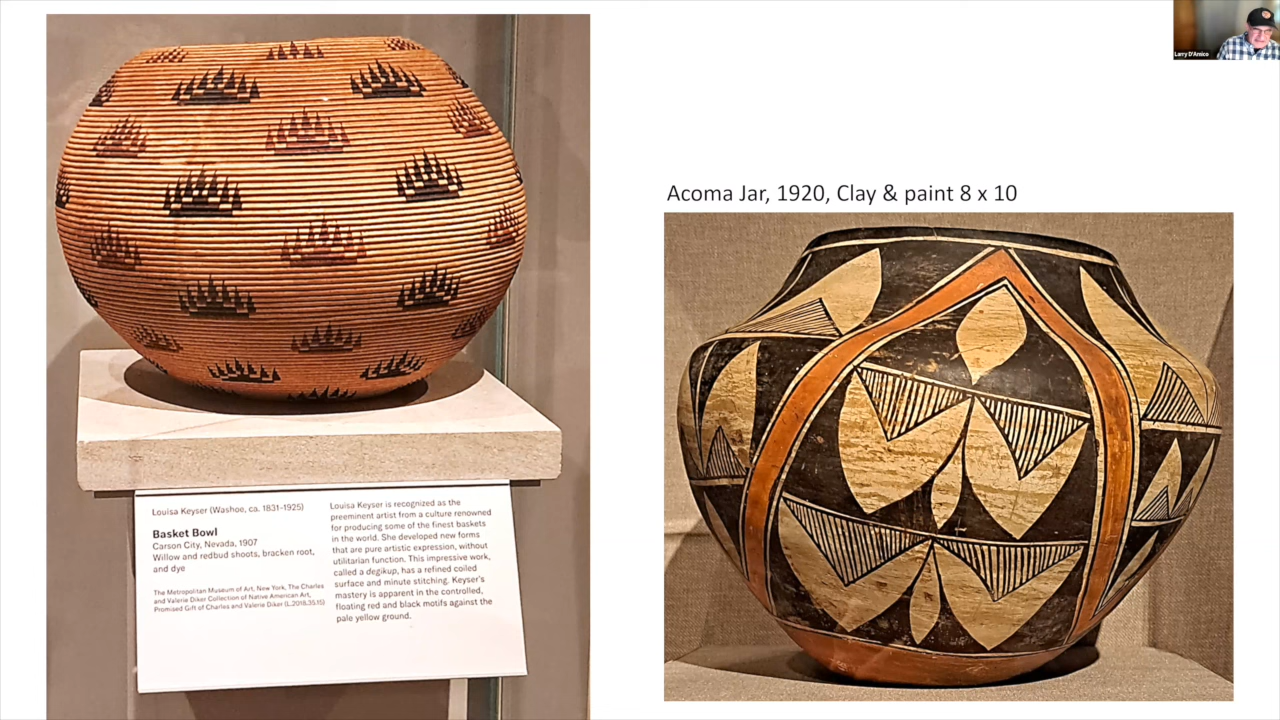 Larry D'Amico
Acoma Jar, 1920, Clay & paint 8 x 10
Louisa Keyser (Washoe, ca. 1831-1925)
Basket Bowl
Carson City, Nevada, 1907
Willow and redbud shoots, bracken root,
and dye
The Metropolitan Museum of Art, New York, The Charles
and Valerie Diker Collection of Native American Art,
Promised Gift of Charles and Valerie Diker (L.2018.35.15)
Louisa Keyser is recognized as the
preeminent artist from a culture renowned
for producing some of the finest baskets
in the world. She developed new forms
that are pure artistic expression, without
utilitarian function. This impressive work,
called a degikup, has a refined coiled
surface and minute stitching. Keyser's
mastery is apparent in the controlled,
floating red and black motifs against the
pale yellow ground.